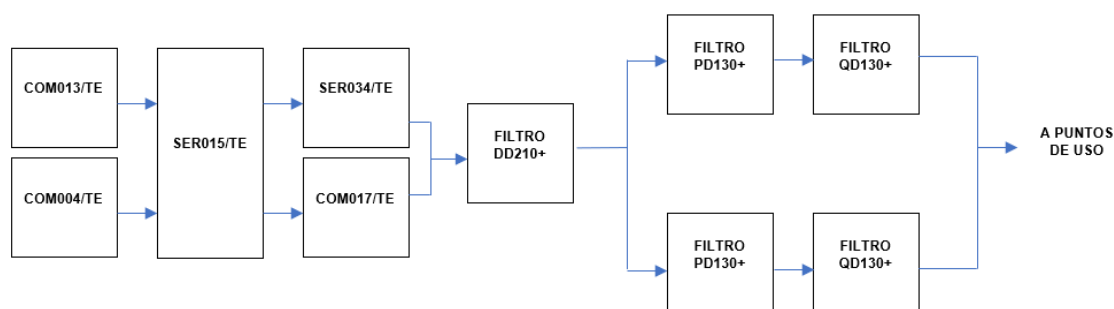 COM013/TE
COM004/TE
SER015/TE
SER034/TE
COM017/TE
FILTRO
DD210+
FILTRO
PD130+
FILTRO
QD130+
FILTRO
PD130+
FILTRO
QD130+
A PUNTOS
DE USO